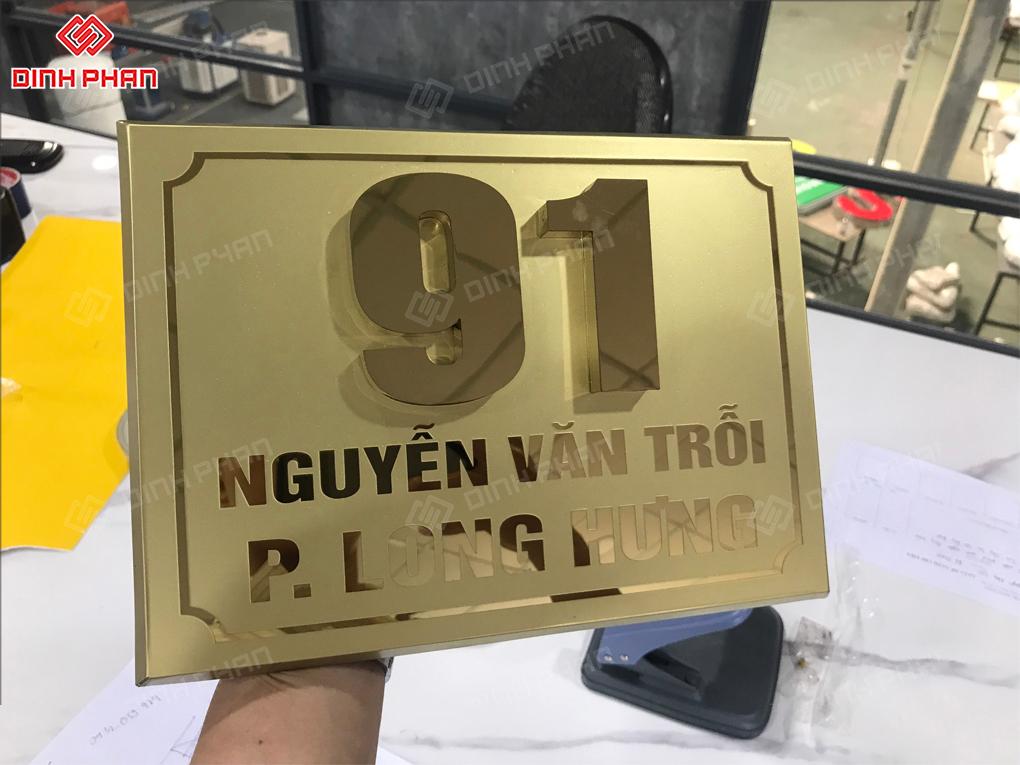 DINH PHAN
91
NGUYỄN VĂN TRỖI
P. LONG HƯNG